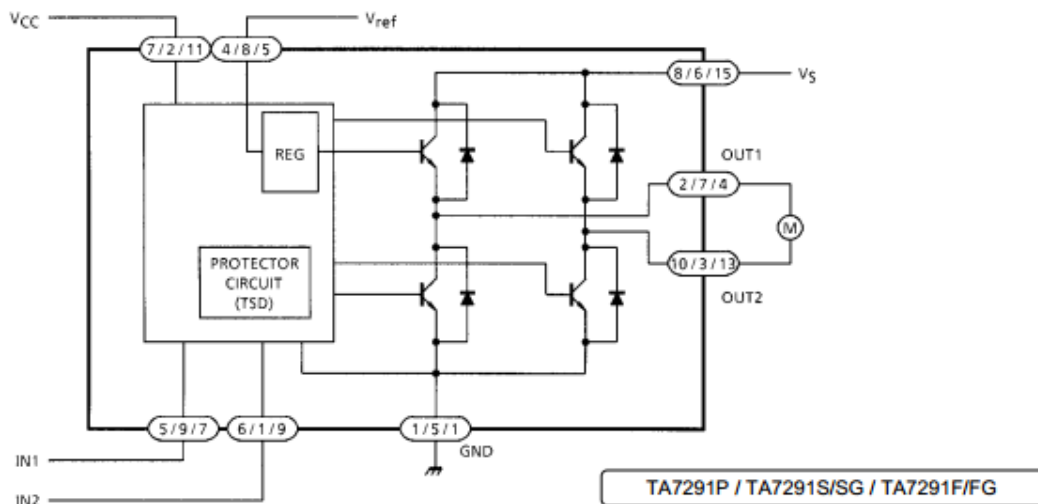 VCC
Vref
7/2/11
4/8/5
8/6/15
VS
REG
OUT1
2/7/4
M
PROTECTOR
CIRCUIT
(TSD)
10/3/13
OUT2
5/9/7
6/1/9
1/5/1
GND
IN1
IN2
TA7291P / TA7291S/SG / TA7291F/FG